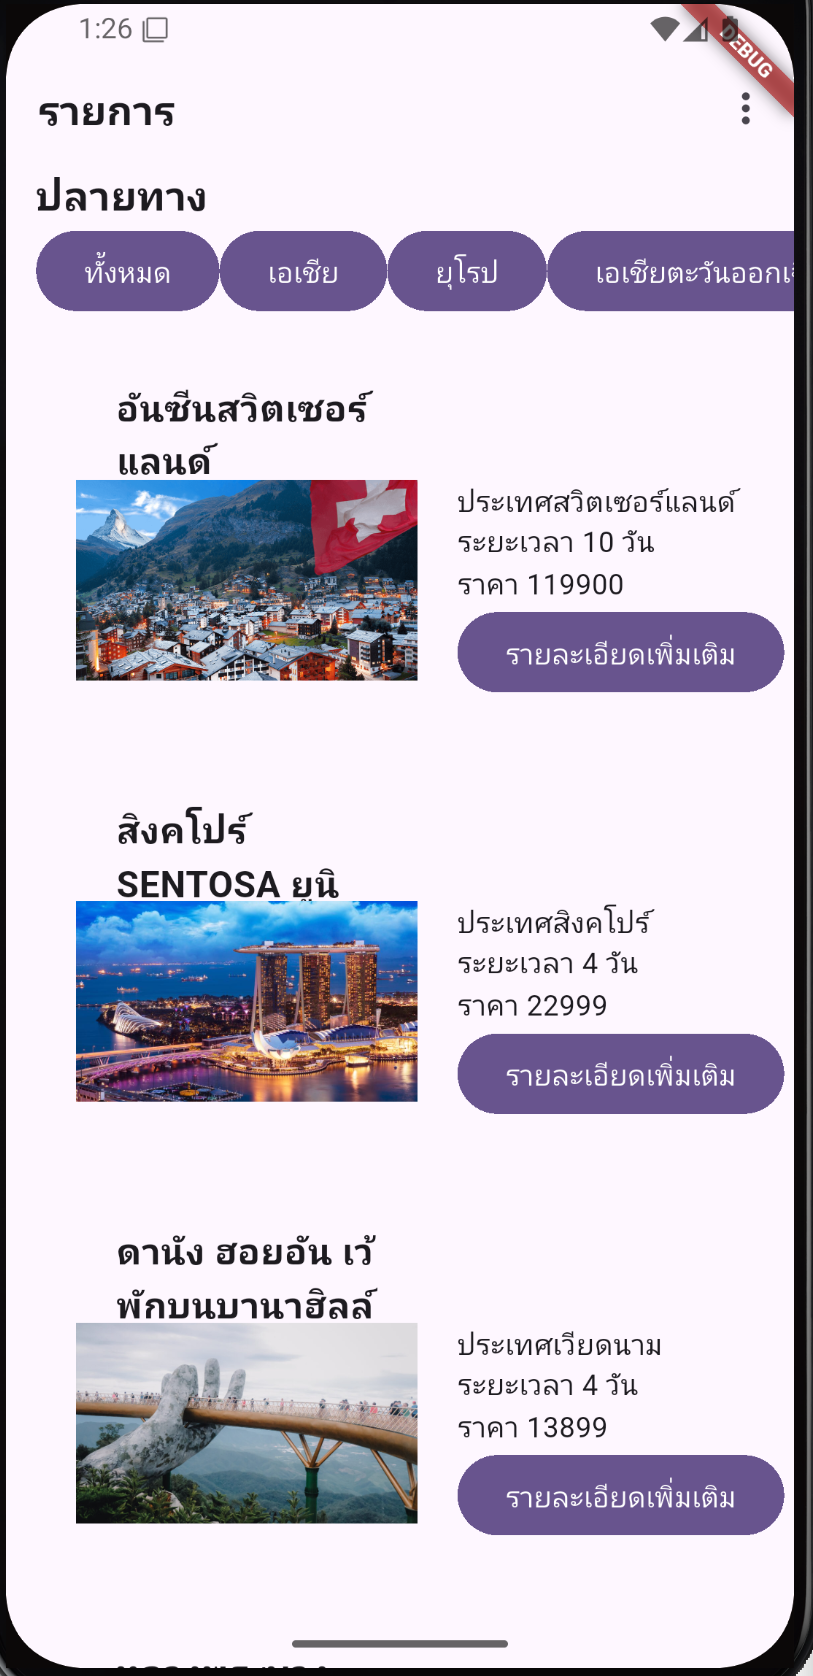 1:26
DEBUG
รายการ
ปลายทาง
ทั้งหมด
เอเชีย
ยุโรป
เอเชียตะวันออกเ
อันซีนสวิตเซอร์
แลนด์
ประเทศสวิตเซอร์แลนด์
ระยะเวลา 10 วัน
ราคา 119900
รายละเอียดเพิ่มเติม
สิงคโปร์
SENTOSA ยูนิ
ประเทศสิงคโปร์
ระยะเวลา 4 วัน
ราคา 22999
รายละเอียดเพิ่มเติม
ดานัง ฮอยอัน เว้
พักบนบานาฮิลล์
ประเทศเวียดนาม
ระยะเวลา 4 วัน
ราคา 13899
รายละเอียดเพิ่มเติม